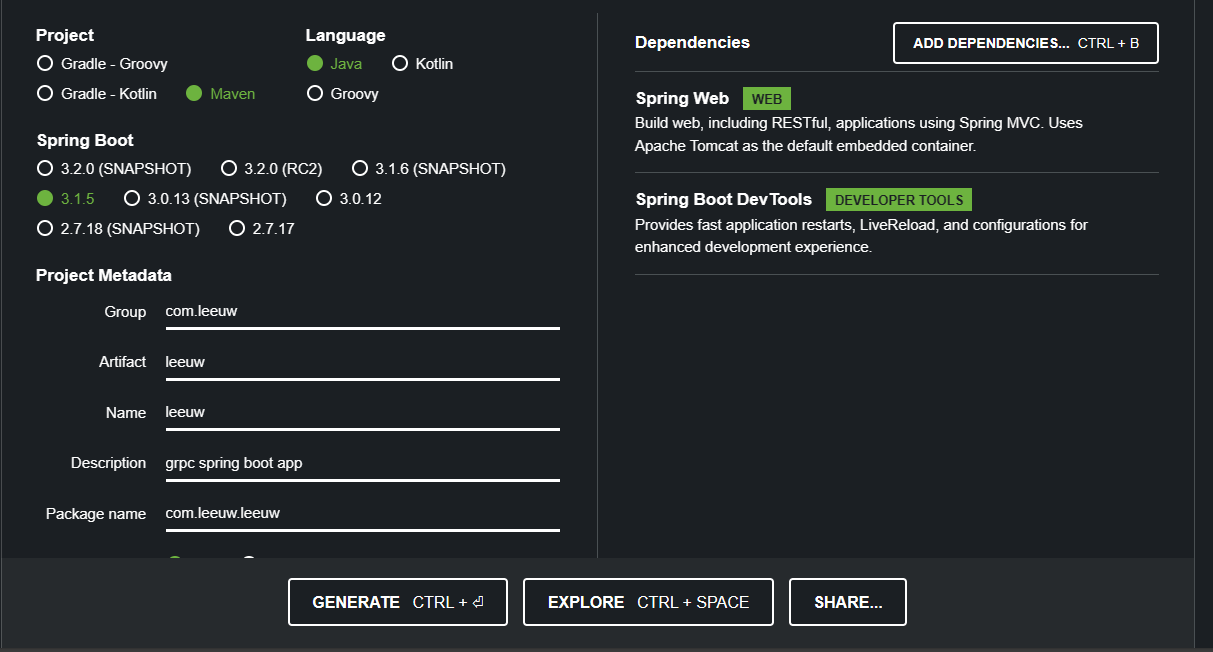 Project
Gradle - Groovy
Gradle - Kotlin Maven
Language
Java Kotlin
Groovy
Spring Boot
3.2.0 (SNAPSHOT) 3.2.0 (RC2) 3.1.6 (SNAPSHOT)
3.1.5 3.0.13 (SNAPSHOT) 3.0.12
2.7.18 (SNAPSHOT) 2.7.17
Project Metadata
Group com.leeuw
Artifact leeuw
Name leeuw
Description grpc spring boot app
Package name com.leeuw.leeuw
Dependencies ADD DEPENDENCIES... CTRL + B
Spring Web WEB
Build web, including RESTful, applications using Spring MVC. Uses
Apache Tomcat as the default embedded container.
Spring Boot DevTools DEVELOPER TOOLS
Provides fast application restarts, LiveReload, and configurations for
enhanced development experience.
GENERATE CTRL + ⏎ EXPLORE CTRL + SPACE SHARE...